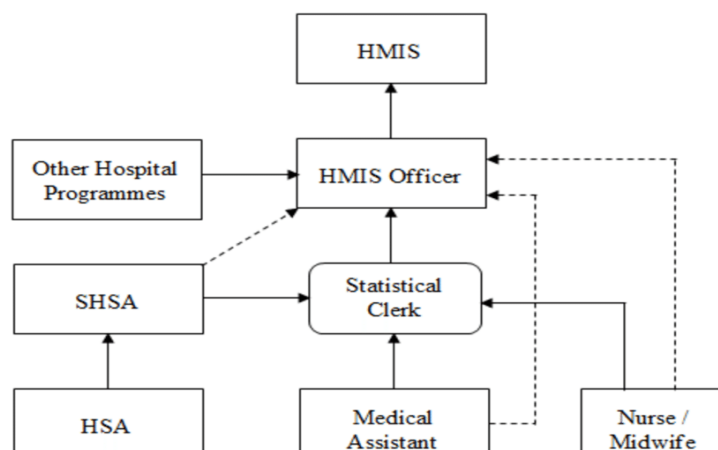 HMIS
Other Hospital
Programmes
HMIS Officer
SHSA
Statistical
Clerk
HSA
Medical
Assistant
Nurse /
Midwife